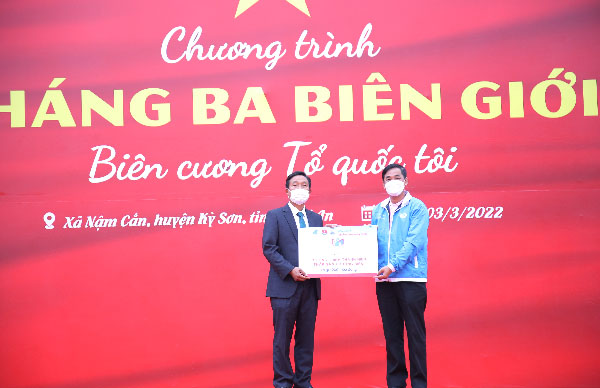 Chương trình
HÁNG BA BIÊN GIỚI
Biên cương Tổ quốc tôi
Xã Nậm Cắn, huyện Kỳ Sơn, tỉn An 03/3/2022